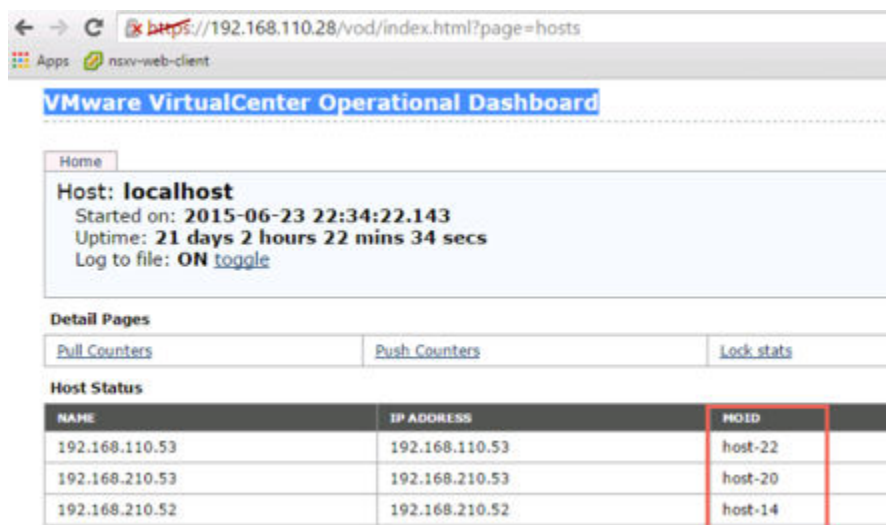 https://192.168.110.28/vod/index.html?page=hosts
Apps nsxv-web-client
VMware VirtualCenter Operational Dashboard
Home
Host: localhost
Started on: 2015-06-23 22:34:22.143
Uptime: 21 days 2 hours 22 mins 34 secs
Log to file: ON toggle
Detail Pages
Pull Counters Push Counters Lock stats
Host Status
NAME IP ADDRESS MOID
192.168.110.53 192.168.110.53 host-22
192.168.210.53 192.168.210.53 host-20
192.168.210.52 192.168.210.52 host-14